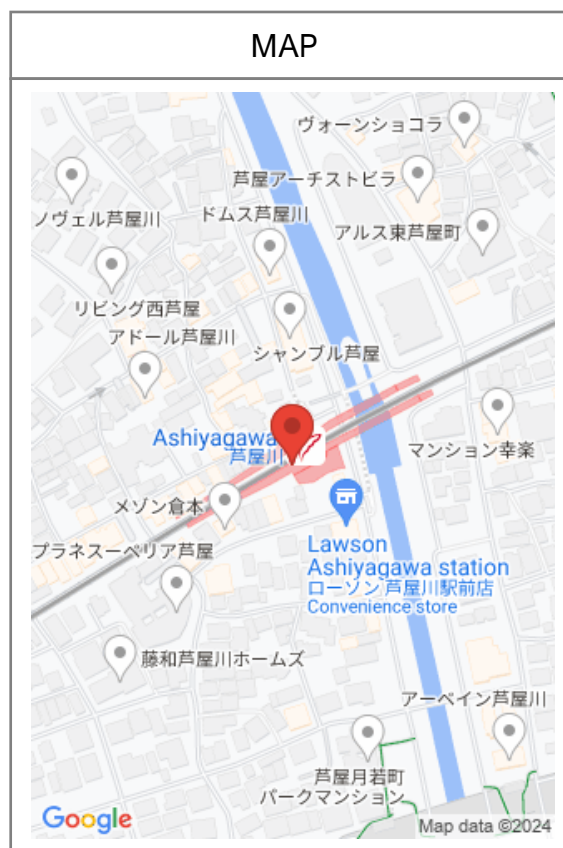 MAP
ヴォーンショコラ
芦屋アーチストビラ
ノヴェル芦屋川
ドムス芦屋川
アルス東芦屋町
リビング西芦屋
アドール芦屋川
シャンブル芦屋
Ashiyagawa
芦屋川
マンション幸楽
メゾン倉本
Lawson
Ashiyagawa station
ローソン 芦屋川駅前店
Convenience store
プラネスーペリア芦屋
藤和芦屋川ホームズ
アーベイン芦屋川
芦屋月若町
パークマンション
Google
Map data ©2024